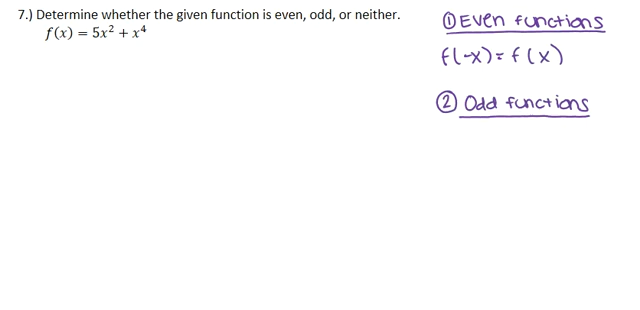 7.) Determine whether the given function is even, odd, or neither.
f(x) = 5x² + x⁴
① Even functions
f(-x) = f(x)
② Odd functions